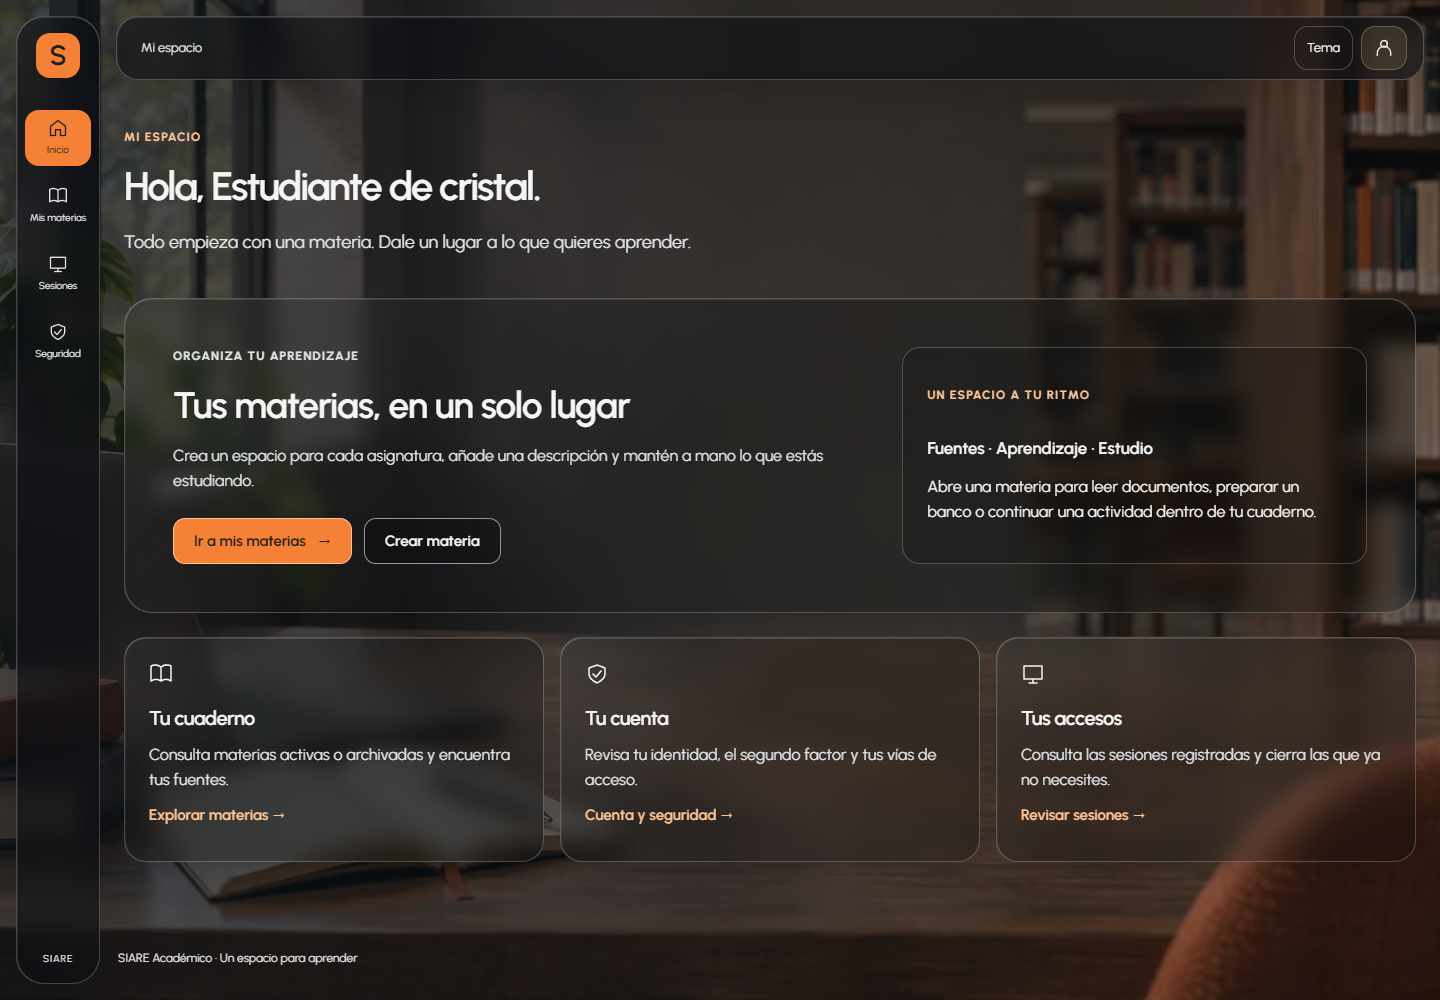 S
Mi espacio
Tema
Inicio
Mis materias
Sesiones
Seguridad
SIARE
MI ESPACIO
Hola, Estudiante de cristal.
Todo empieza con una materia. Dale un lugar a lo que quieres aprender.
ORGANIZA TU APRENDIZAJE
Tus materias, en un solo lugar
Crea un espacio para cada asignatura, añade una descripción y mantén a mano lo que estás
estudiando.
Ir a mis materias →
Crear materia
UN ESPACIO A TU RITMO
Fuentes · Aprendizaje · Estudio
Abre una materia para leer documentos, preparar un
banco o continuar una actividad dentro de tu cuaderno.
Tu cuaderno
Consulta materias activas o archivadas y encuentra
tus fuentes.
Explorar materias →
Tu cuenta
Revisa tu identidad, el segundo factor y tus vías de
acceso.
Cuenta y seguridad →
Tus accesos
Consulta las sesiones registradas y cierra las que ya
no necesites.
Revisar sesiones →
SIARE Académico · Un espacio para aprender